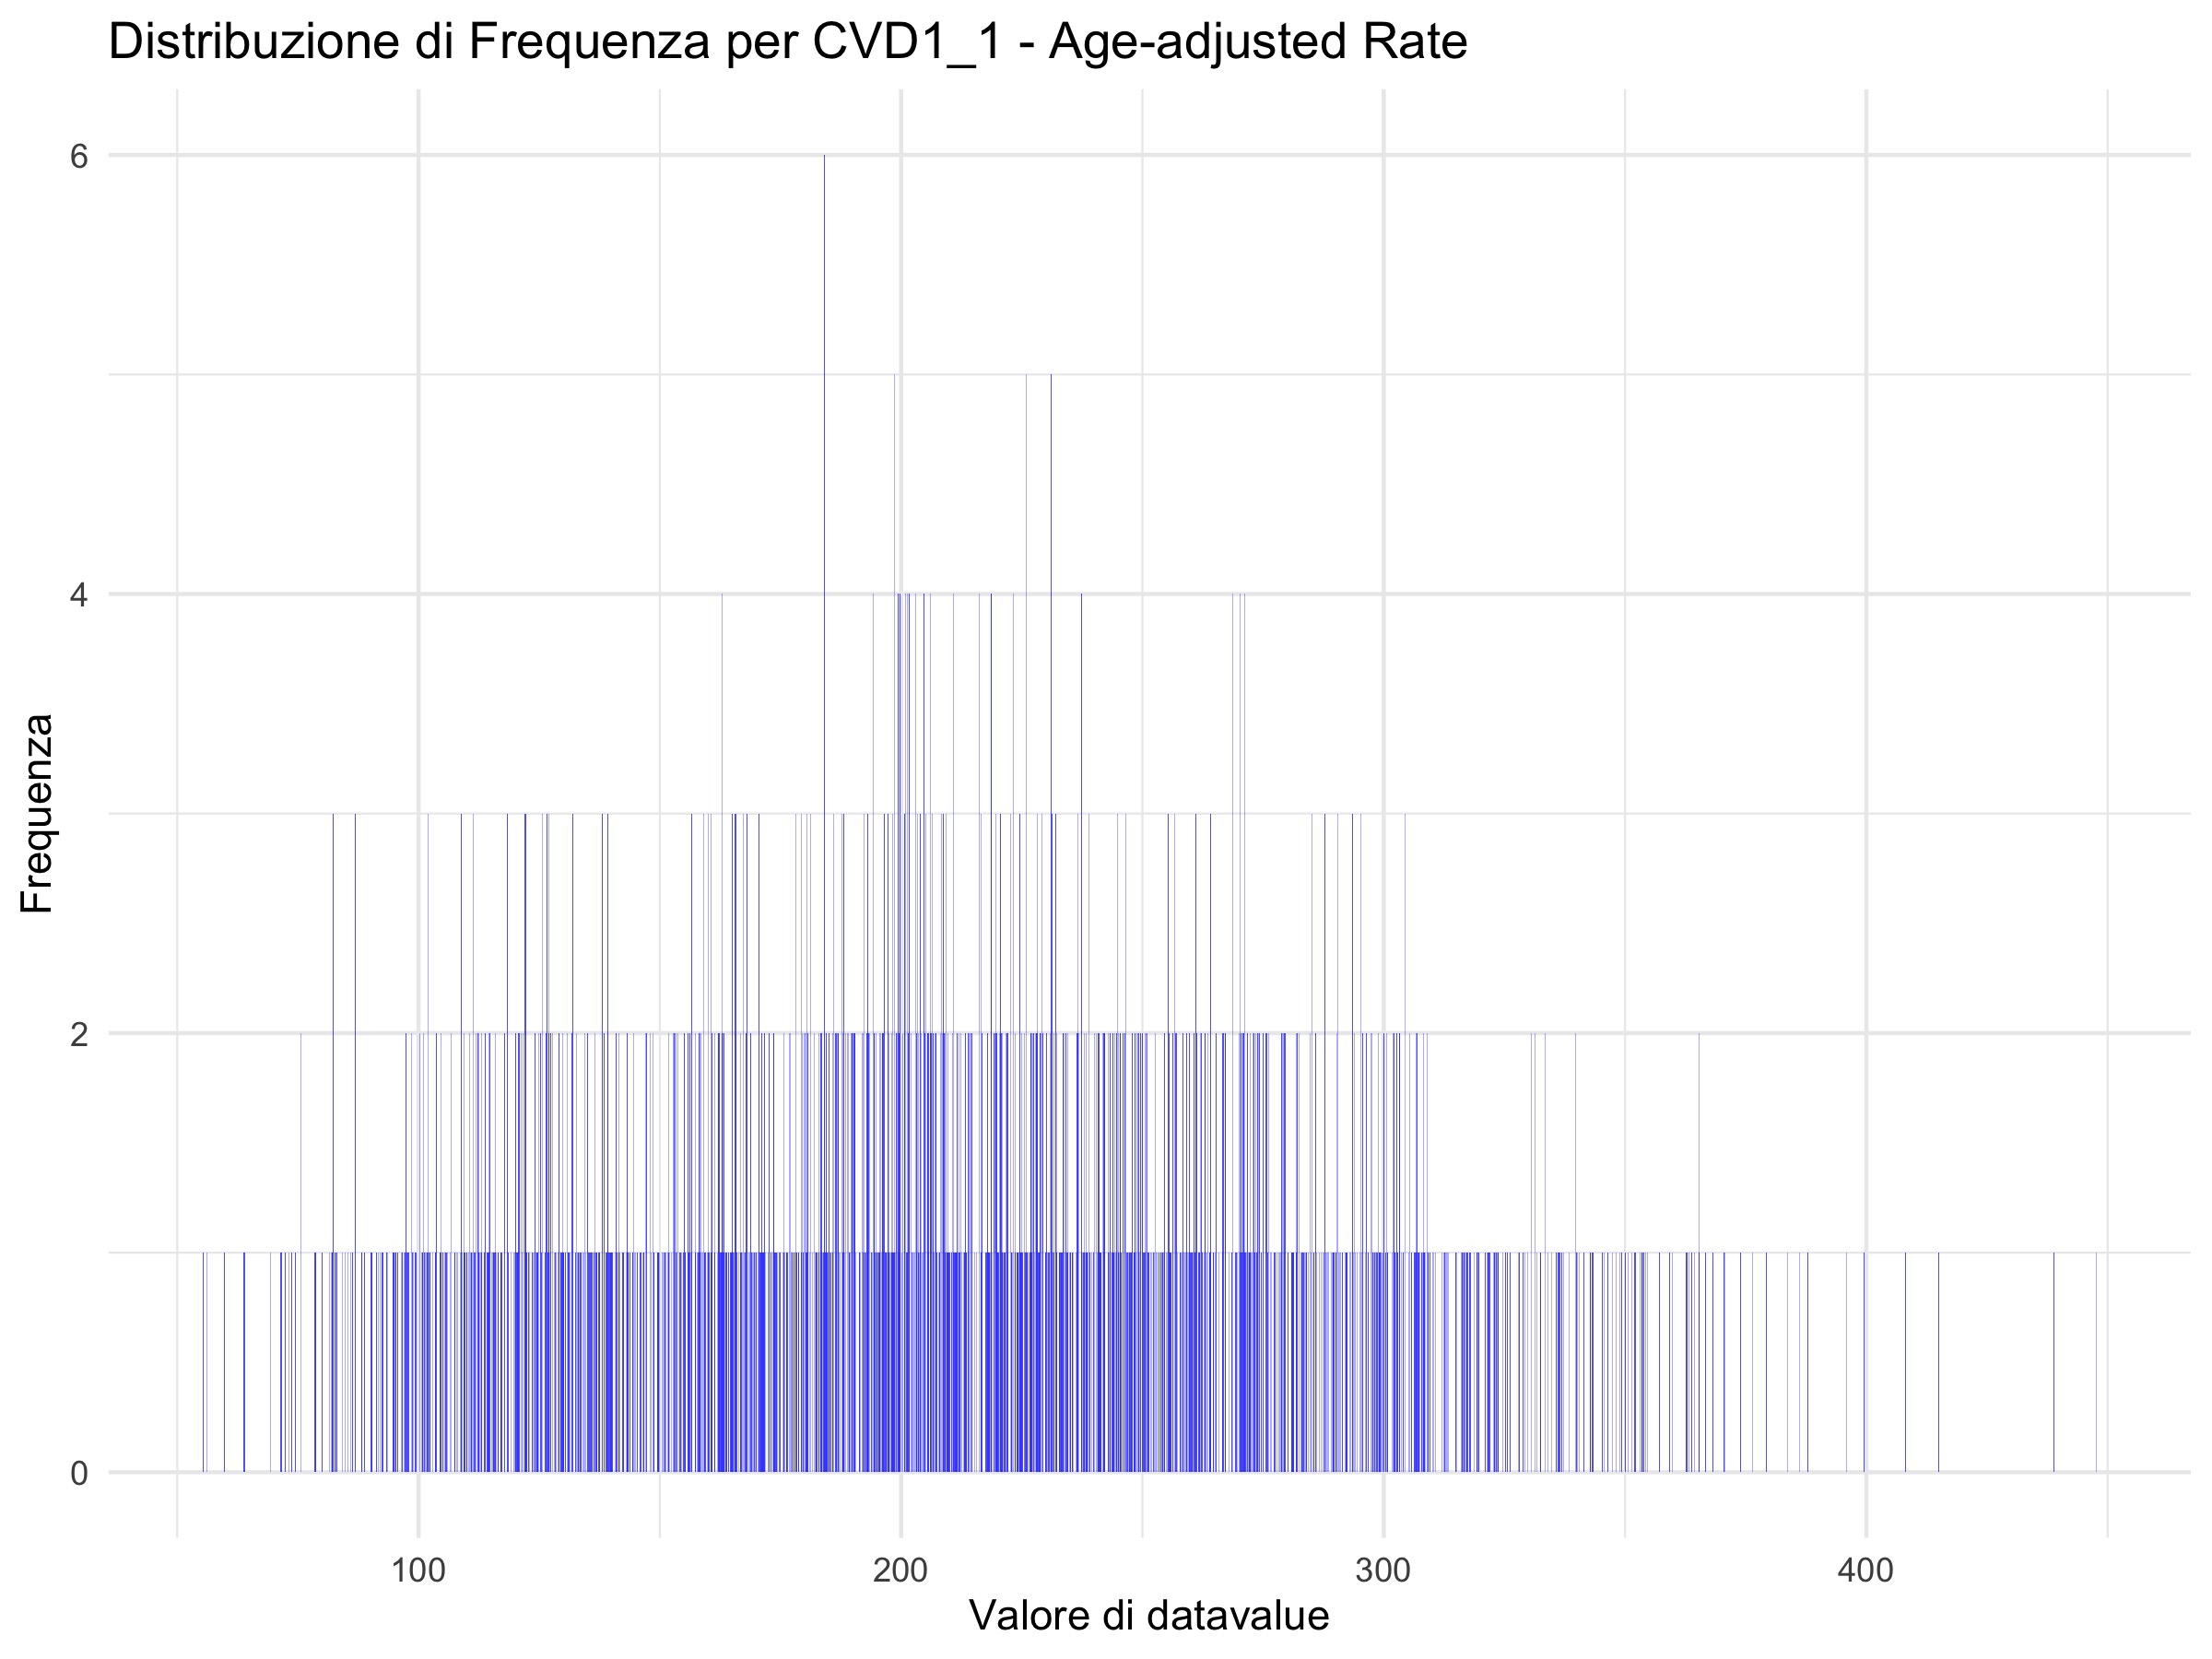 Distribuzione di Frequenza per CVD1_1 - Age-adjusted Rate
6
4
2
0
Frequenza
100 200 300 400
Valore di datavalue